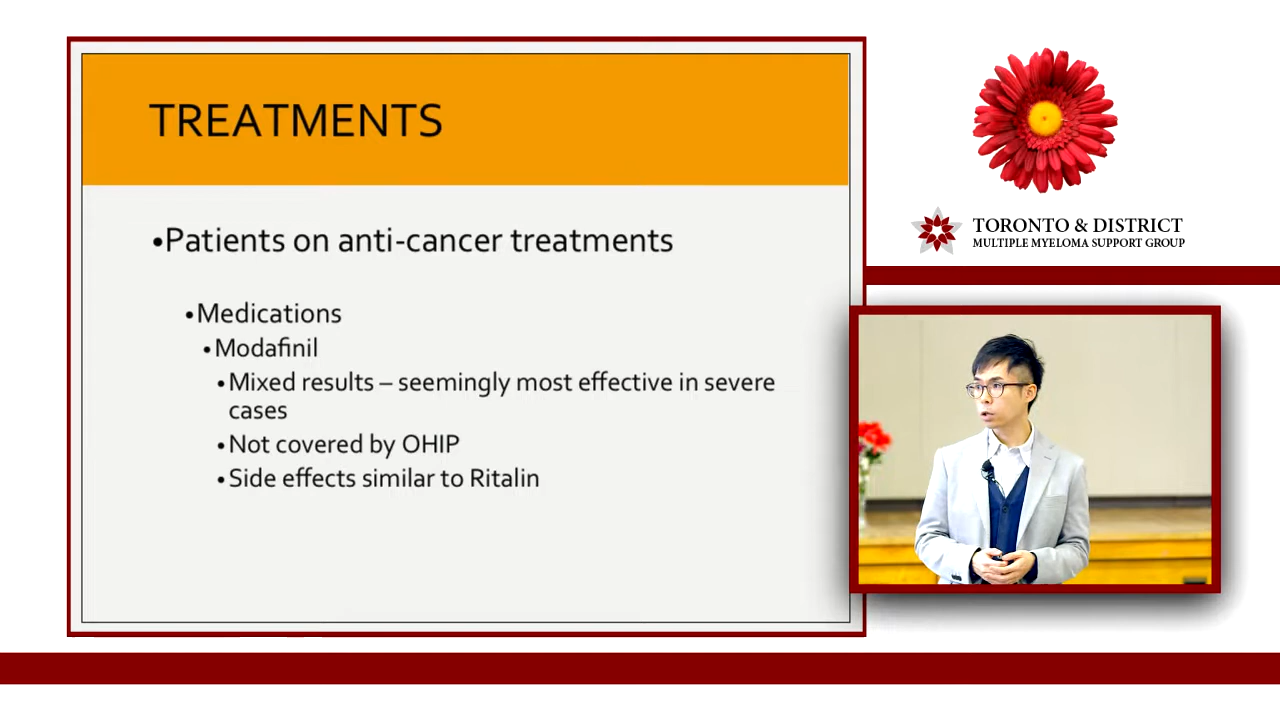 TREATMENTS
•Patients on anti-cancer treatments
•Medications
•Modafinil
•Mixed results – seemingly most effective in severe
cases
•Not covered by OHIP
•Side effects similar to Ritalin
TORONTO & DISTRICT
MULTIPLE MYELOMA SUPPORT GROUP